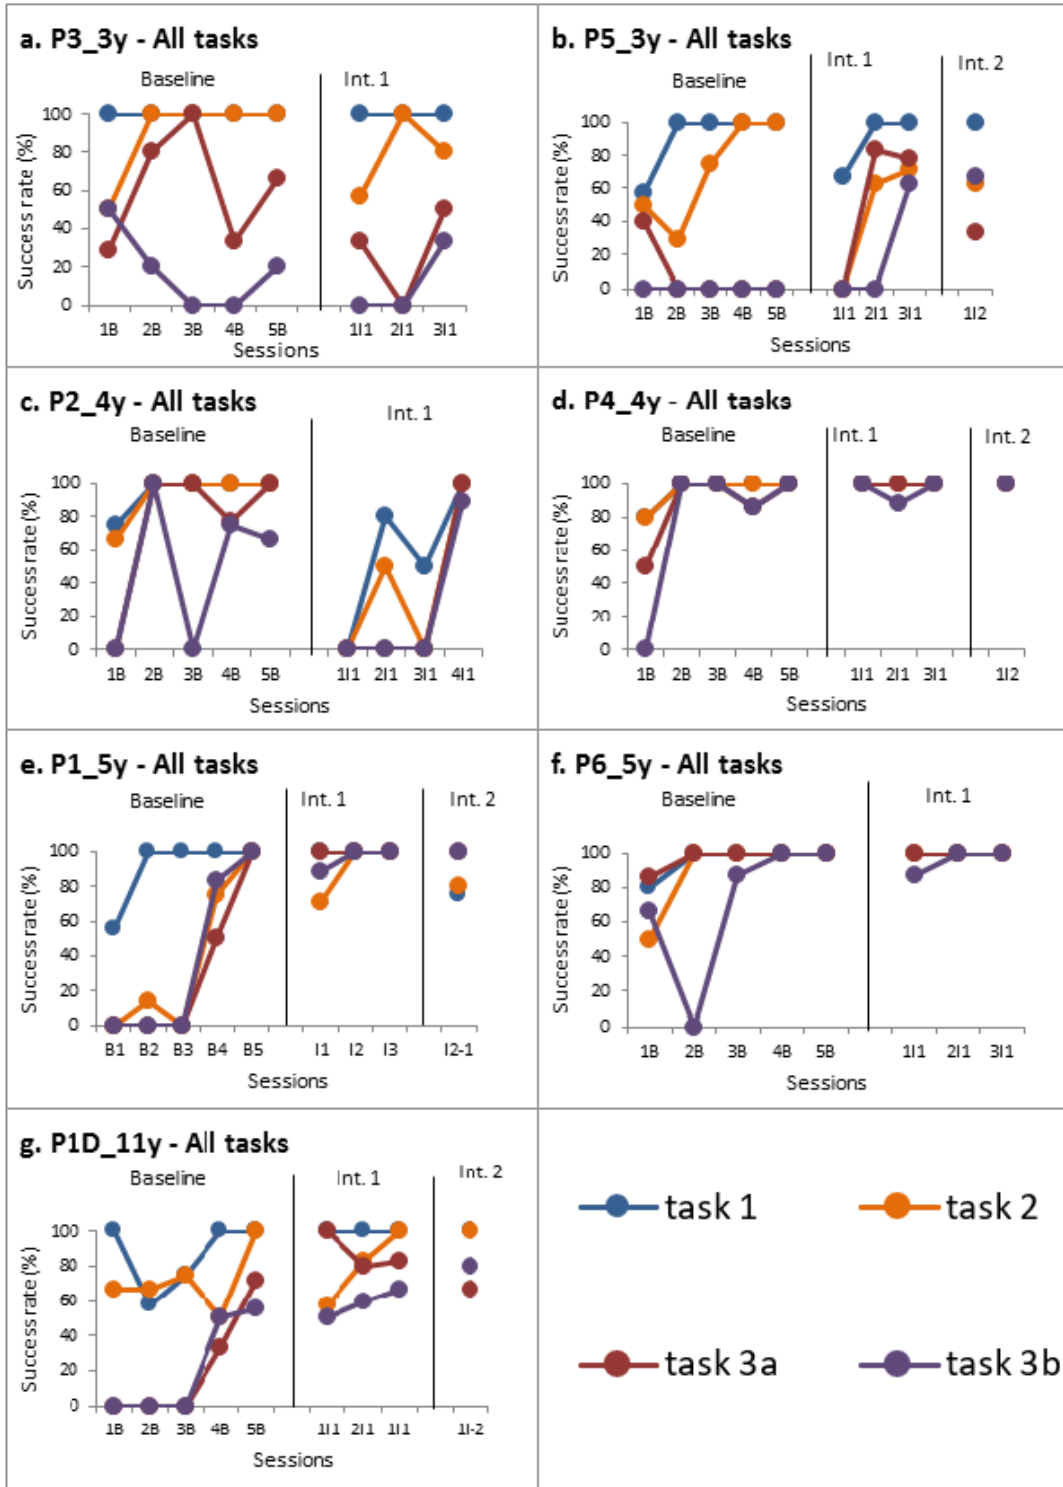 a. P3_3y - All tasks
Baseline
Int. 1
Success rate (%)
100
80
60
40
20
0
1B 2B 3B 4B 5B 1I1 2I1 3I1
Sessions
b. P5_3y - All tasks
Baseline
Int. 1
Int. 2
Success rate (%)
100
80
60
40
20
0
1B 2B 3B 4B 5B 1I1 2I1 3I1 1I2
Sessions
c. P2_4y - All tasks
Baseline
Int. 1
Success rate (%)
100
80
60
40
20
0
1B 2B 3B 4B 5B 1I1 2I1 3I1 4I1
Sessions
d. P4_4y - All tasks
Baseline
Int. 1
Int. 2
Success rate (%)
100
80
60
40
20
0
1B 2B 3B 4B 5B 1I1 2I1 3I1 1I2
Sessions
e. P1_5y - All tasks
Baseline
Int. 1
Int. 2
Success rate (%)
100
80
60
40
20
0
B1 B2 B3 B4 B5 I1 I2 I3 I2-1
Sessions
f. P6_5y - All tasks
Baseline
Int. 1
Success rate (%)
100
80
60
40
20
0
1B 2B 3B 4B 5B 1I1 2I1 3I1
Sessions
g. P1D_11y - All tasks
Baseline
Int. 1
Int. 2
Success rate (%)
100
80
60
40
20
0
1B 2B 3B 4B 5B 1I1 2I1 1I1 1I-2
Sessions
task 1
task 2
task 3a
task 3b